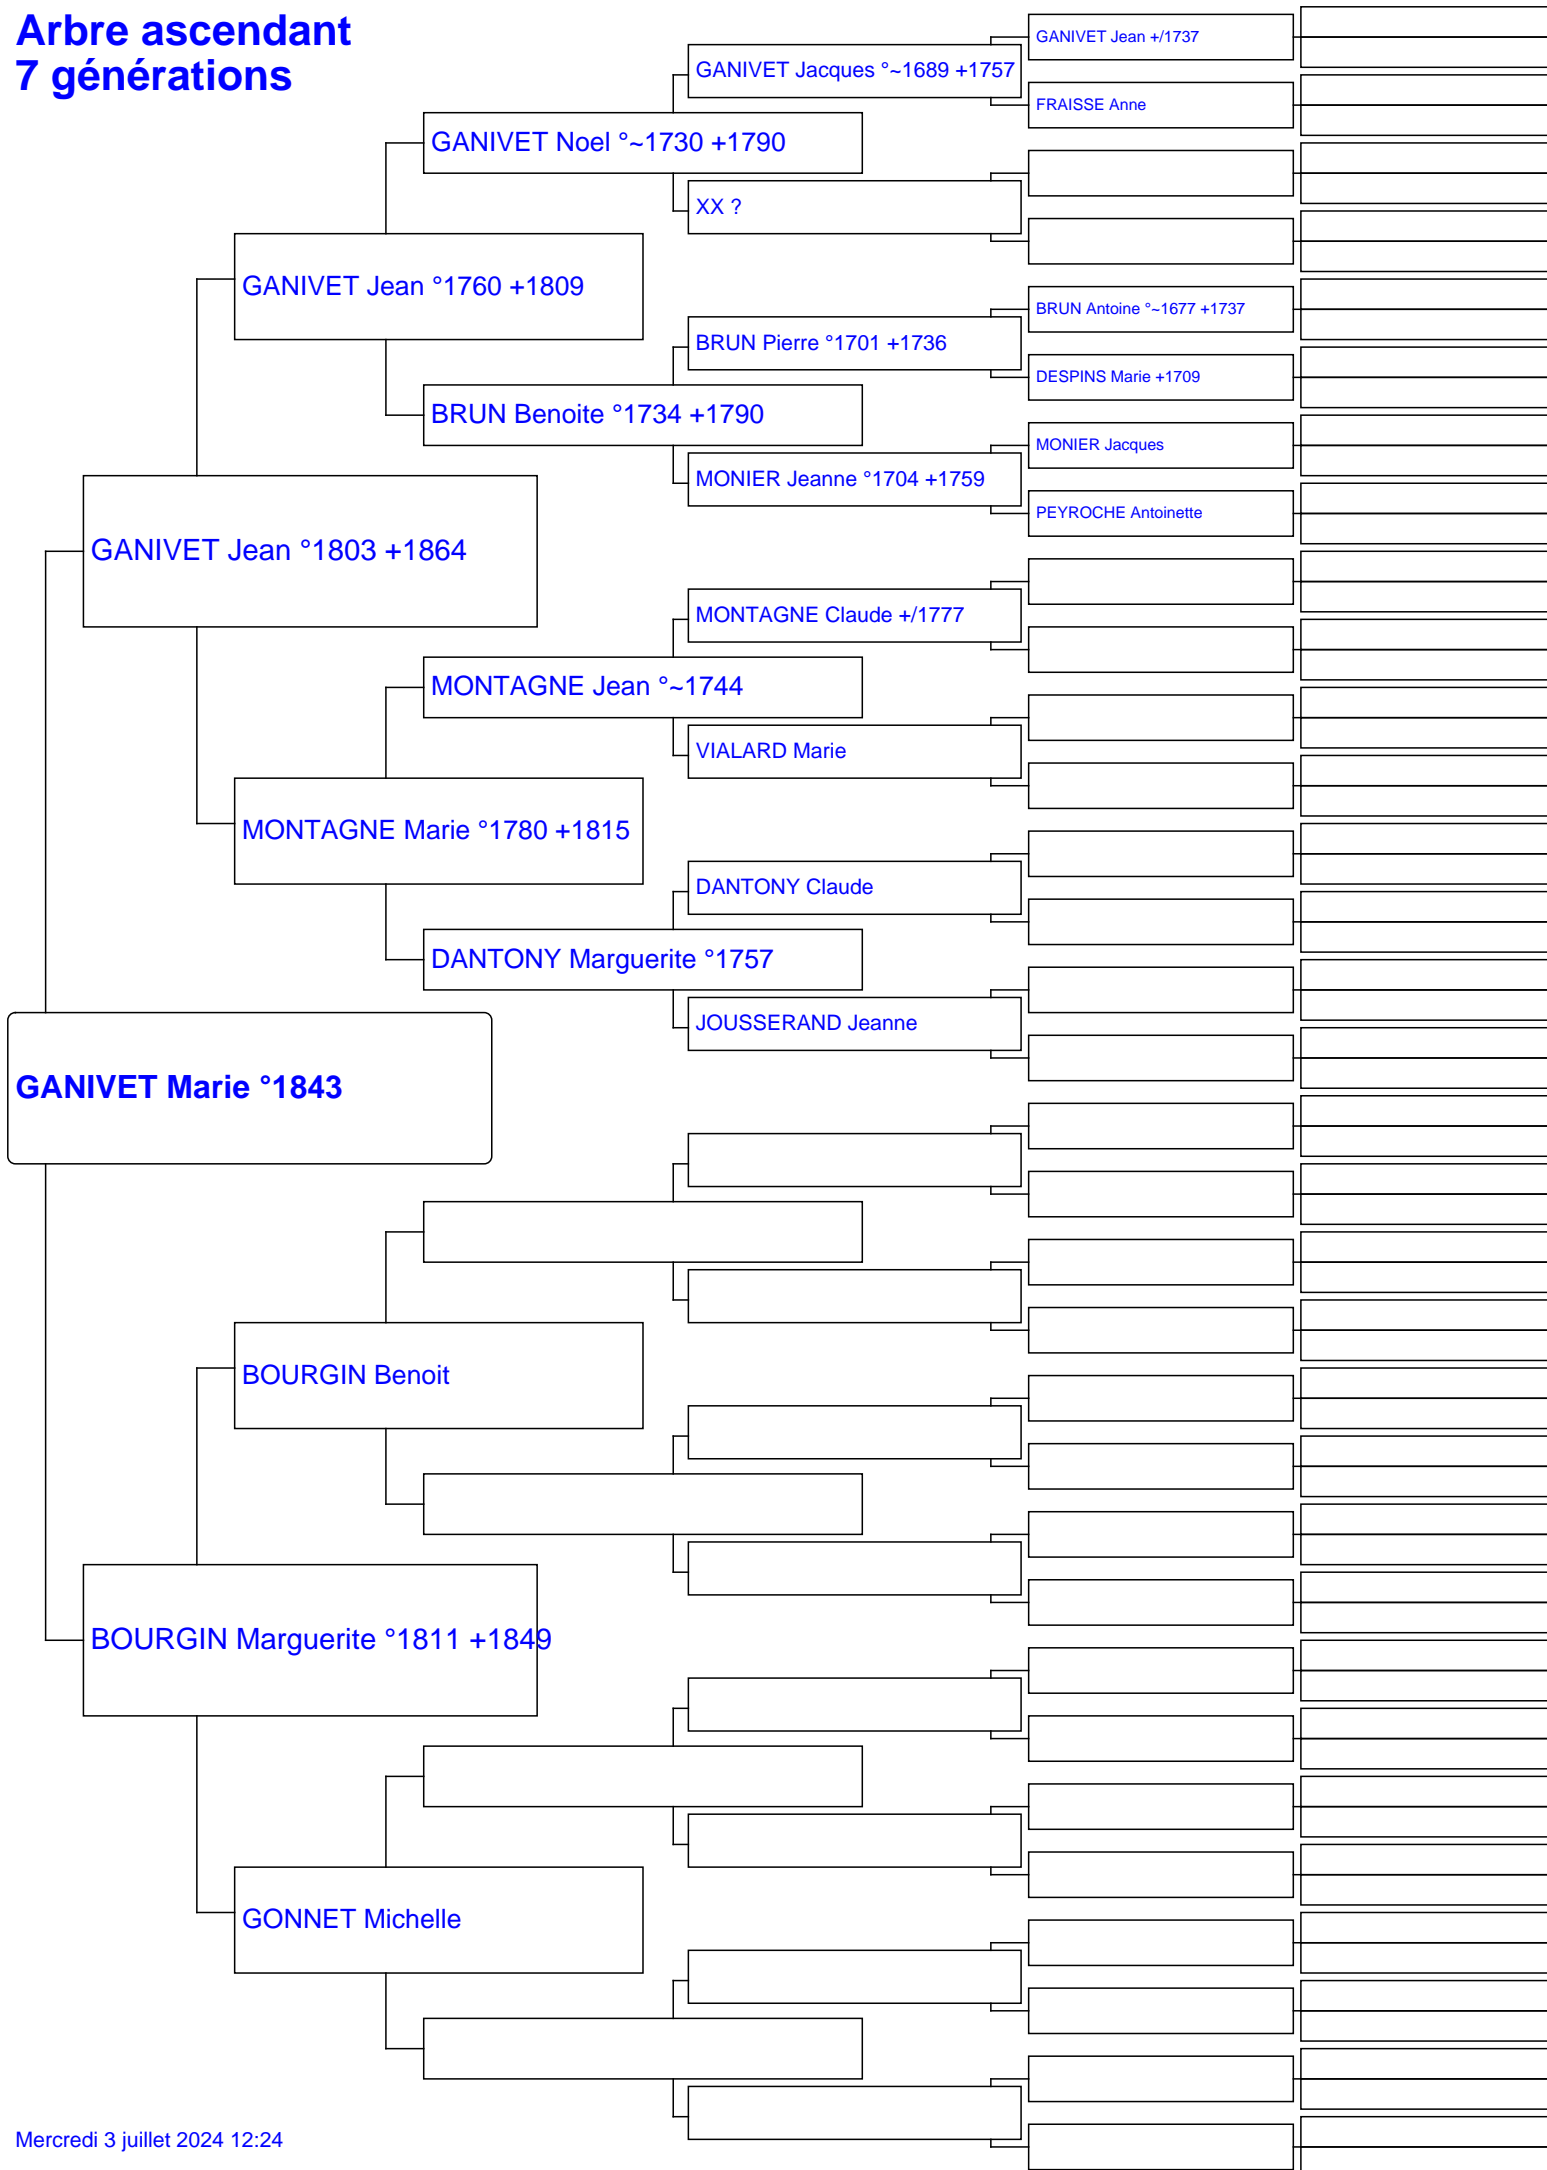 Arbre ascendant
7 générations
GANIVET Jean +/1737
GANIVET Jacques °~1689 +1757
FRAISSE Anne
GANIVET Noel °~1730 +1790
XX ?
GANIVET Jean °1760 +1809
BRUN Antoine °~1677 +1737
BRUN Pierre °1701 +1736
DESPINS Marie +1709
BRUN Benoite °1734 +1790
MONIER Jacques
MONIER Jeanne °1704 +1759
PEYROCHE Antoinette
GANIVET Jean °1803 +1864
MONTAGNE Claude +/1777
MONTAGNE Jean °~1744
VIALARD Marie
MONTAGNE Marie °1780 +1815
DANTONY Claude
DANTONY Marguerite °1757
JOUSSERAND Jeanne
GANIVET Marie °1843
BOURGIN Benoit
BOURGIN Marguerite °1811 +1849
GONNET Michelle
Mercredi 3 juillet 2024 12:24